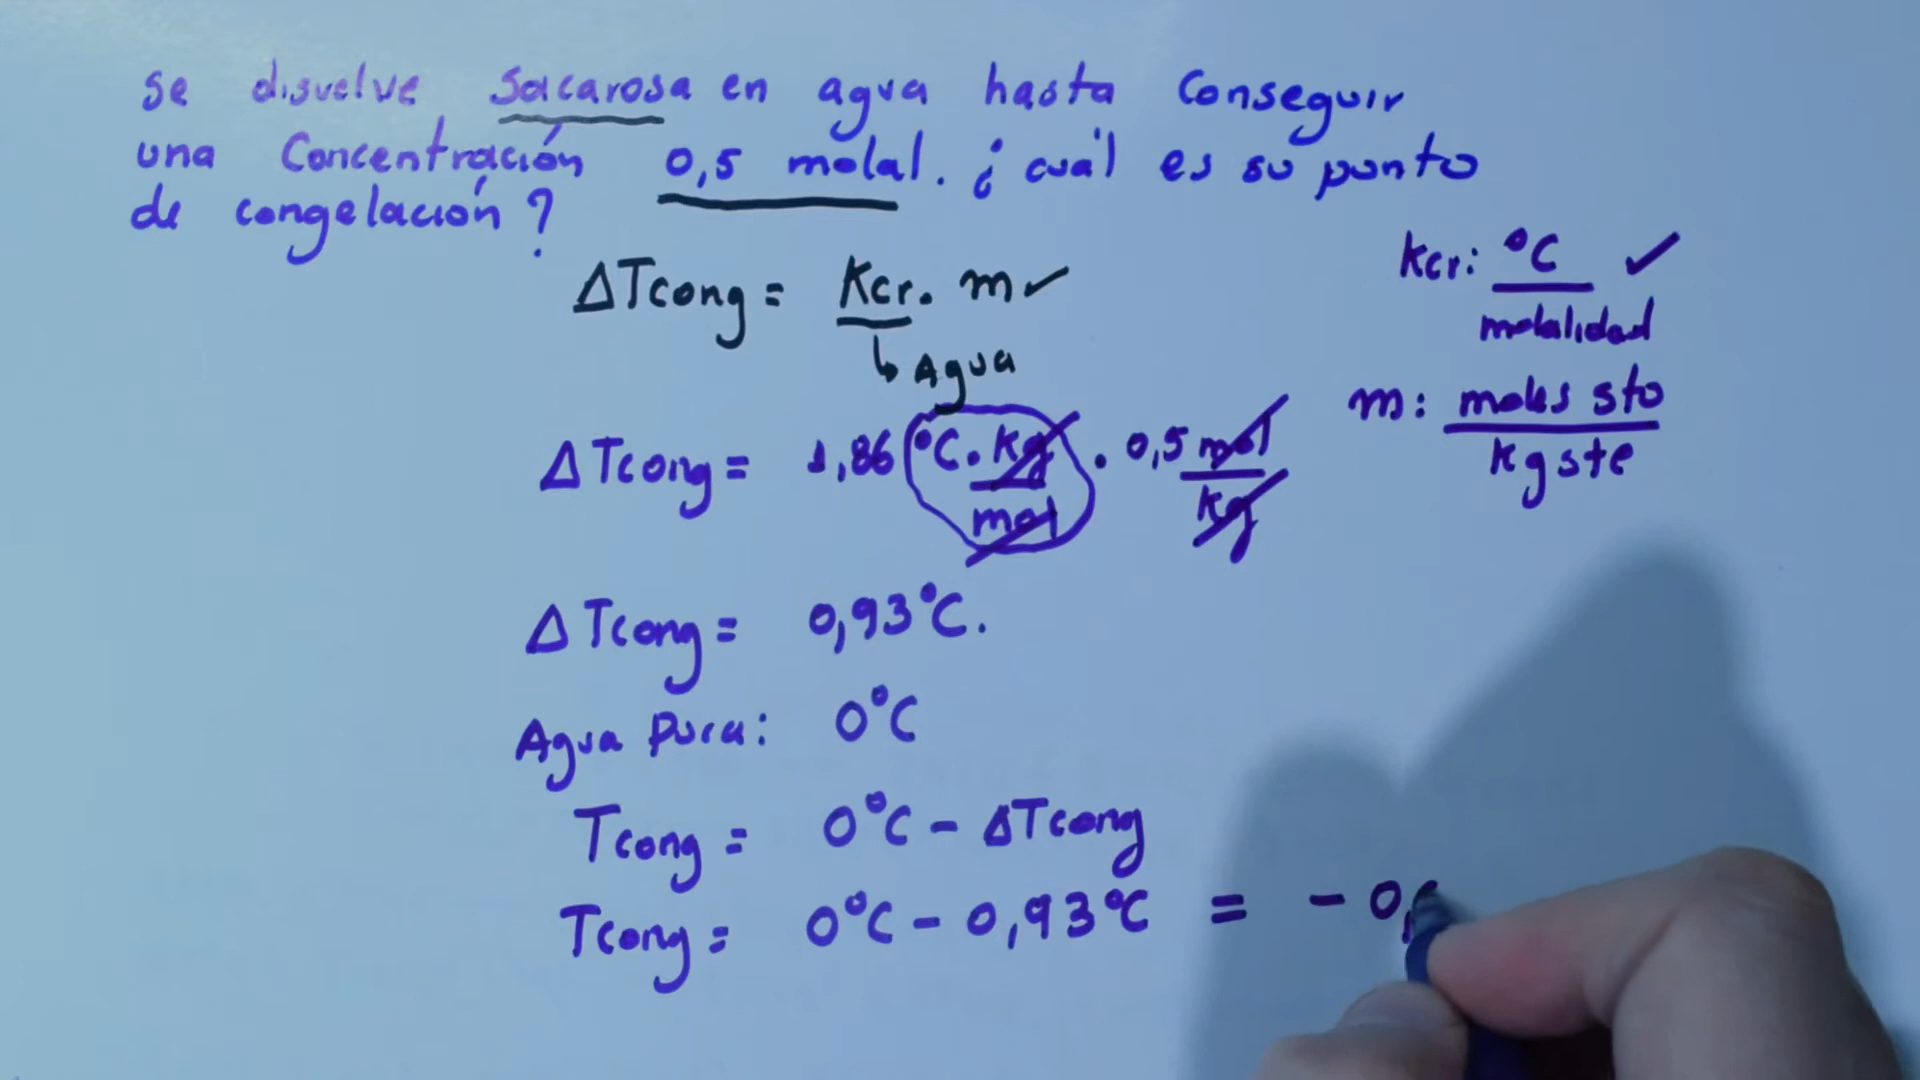 se disuelve Sacarosa en agua hasta conseguir
una Concentración 0,5 molal. ¿cuál es su punto
de congelación?
ΔTcong = Kcr. m ✓
↳ Agua
kcr: °C / molalidad ✓
m: moles sto / kg ste
ΔTcong = 1,86 °C.kg / mol . 0,5 mol / kg
ΔTcong = 0,93°C.
Agua Pura: 0°C
Tcong = 0°C - ΔTcong
Tcong = 0°C - 0,93°C = - 0,